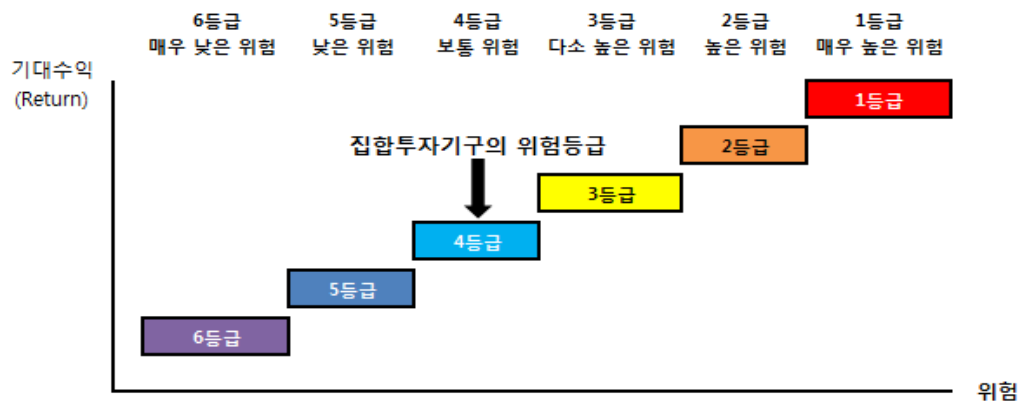 6등급 5등급 4등급 3등급 2등급 1등급
매우 낮은 위험 낮은 위험 보통 위험 다소 높은 위험 높은 위험 매우 높은 위험
기대수익
(Return)
1등급
2등급
집합투자기구의 위험등급
3등급
4등급
5등급
6등급
위험